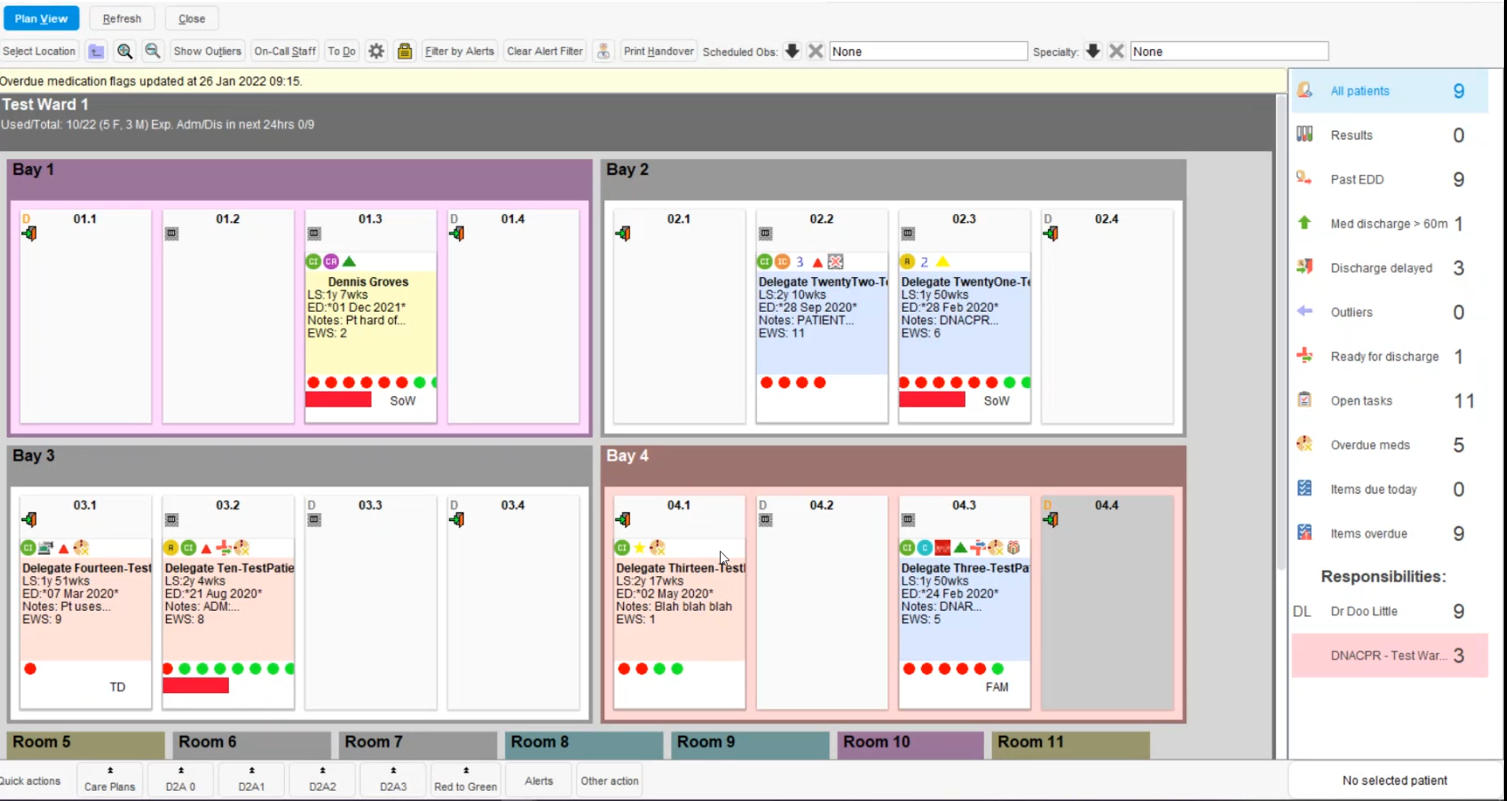 Plan View Refresh Close
Select Location Show Outliers On-Call Staff To Do Filter by Alerts Clear Alert Filter Print Handover Scheduled Obs: None Specialty: None
Overdue medication flags updated at 26 Jan 2022 09:15.
Test Ward 1
Used/Total: 10/22 (5 F, 3 M) Exp. Adm/Dis in next 24hrs 0/9
Bay 1
D 01.1
01.2
01.3
CI CR
Dennis Groves
LS:1y 7wks
ED:*01 Dec 2021*
Notes: Pt hard of...
EWS: 2
SoW
D 01.4
Bay 2
02.1
02.2
CI IC 3
Delegate TwentyTwo-Te
LS:2y 10wks
ED:*28 Sep 2020*
Notes: PATIENT...
EWS: 11
02.3
R 2
Delegate TwentyOne-Te
LS:1y 50wks
ED:*28 Feb 2020*
Notes: DNACPR...
EWS: 6
SoW
D 02.4
Bay 3
03.1
CI
Delegate Fourteen-Test
LS:1y 51wks
ED:*07 Mar 2020*
Notes: Pt uses...
EWS: 9
TD
03.2
R CI
Delegate Ten-TestPatie
LS:2y 4wks
ED:*21 Aug 2020*
Notes: ADM:...
EWS: 8
D 03.3
D 03.4
Bay 4
04.1
CI
Delegate Thirteen-Test
LS:2y 17wks
ED:*02 May 2020*
Notes: Blah blah blah
EWS: 1
D 04.2
04.3
CI C
Delegate Three-TestPa
LS:1y 50wks
ED:*24 Feb 2020*
Notes: DNAR...
EWS: 5
FAM
D 04.4
Room 5 Room 6 Room 7 Room 8 Room 9 Room 10 Room 11
Quick actions Care Plans D2A 0 D2A1 D2A2 D2A3 Red to Green Alerts Other action
All patients 9
Results 0
Past EDD 9
Med discharge > 60m 1
Discharge delayed 3
Outliers 0
Ready for discharge 1
Open tasks 11
Overdue meds 5
Items due today 0
Items overdue 9
Responsibilities:
DL Dr Doo Little 9
DNACPR - Test War... 3
No selected patient